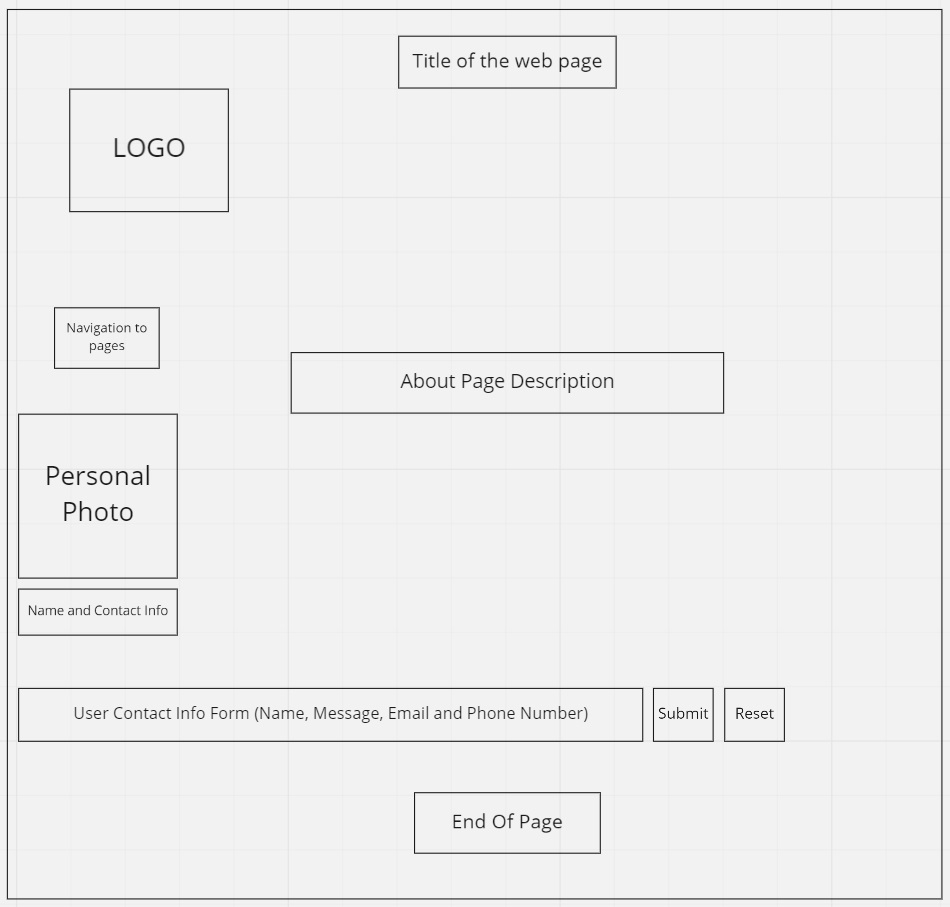 Title of the web page
LOGO
Navigation to
pages
About Page Description
Personal
Photo
Name and Contact Info
User Contact Info Form (Name, Message, Email and Phone Number)
Submit
Reset
End Of Page